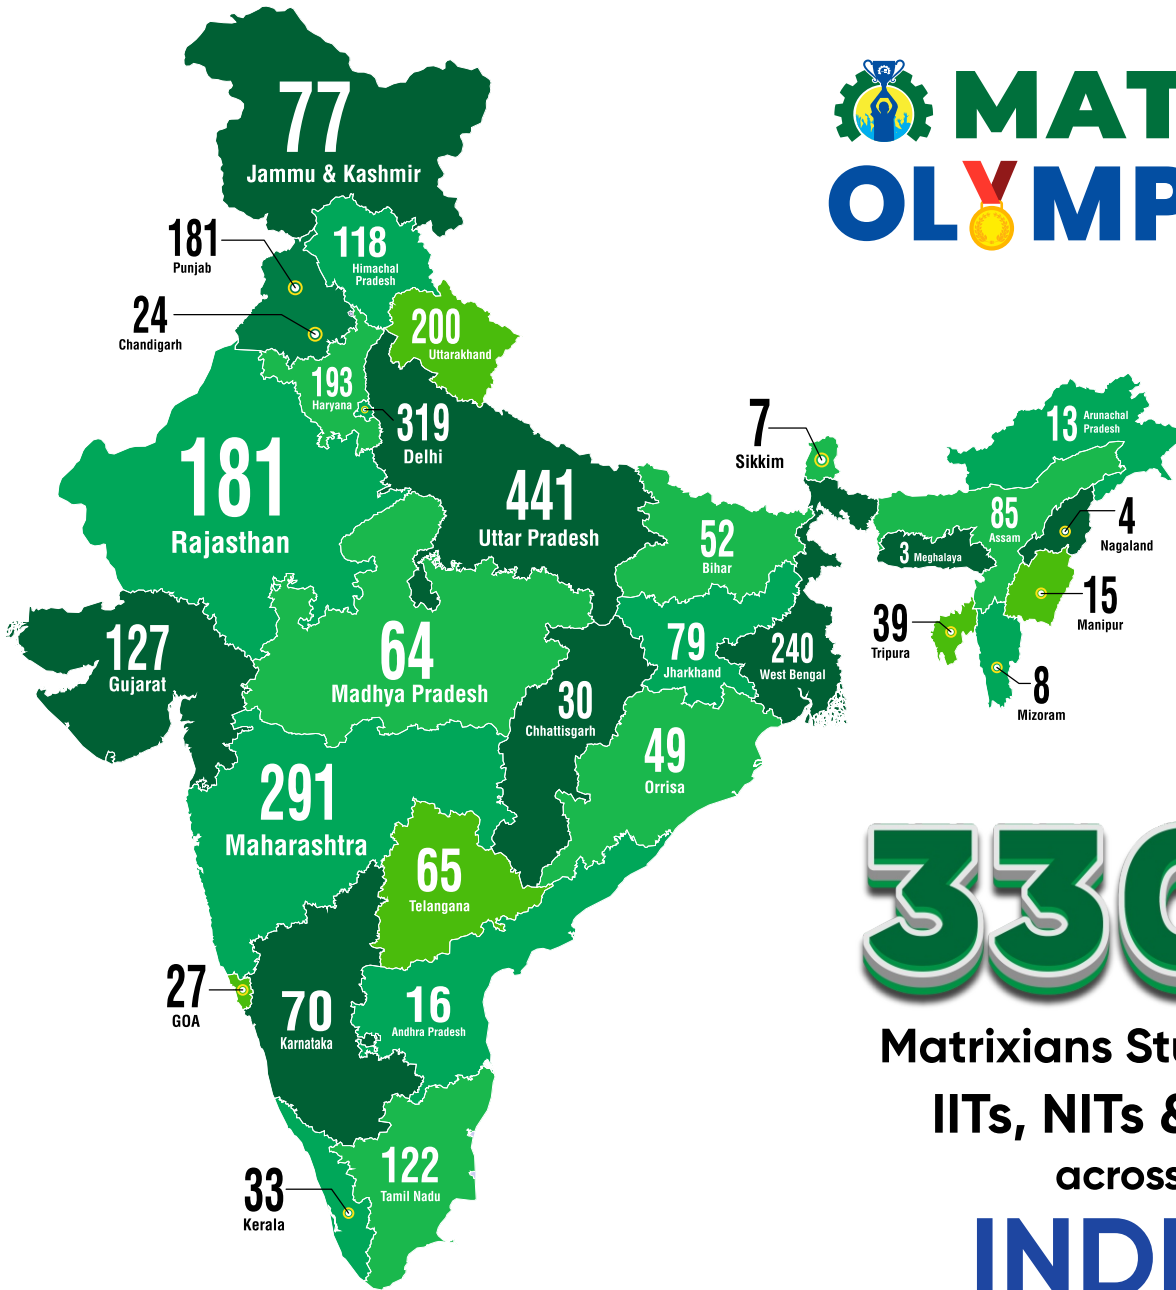 77
Jammu & Kashmir
MAT
OLYMP
181
Punjab
118
Himachal
Pradesh
24
Chandigarh
200
Uttarakhand
193
Haryana
319
Delhi
7
Sikkim
13
Arunachal
Pradesh
181
Rajasthan
441
Uttar Pradesh
52
Bihar
85
Assam
4
Nagaland
3 Meghalaya
15
Manipur
39
Tripura
8
Mizoram
127
Gujarat
64
Madhya Pradesh
79
Jharkhand
240
West Bengal
30
Chhattisgarh
49
Orrisa
291
Maharashtra
65
Telangana
27
GOA
70
Karnataka
16
Andhra Pradesh
122
Tamil Nadu
33
Kerala
33
Matrixians St
IITs, NITs &
across
IND